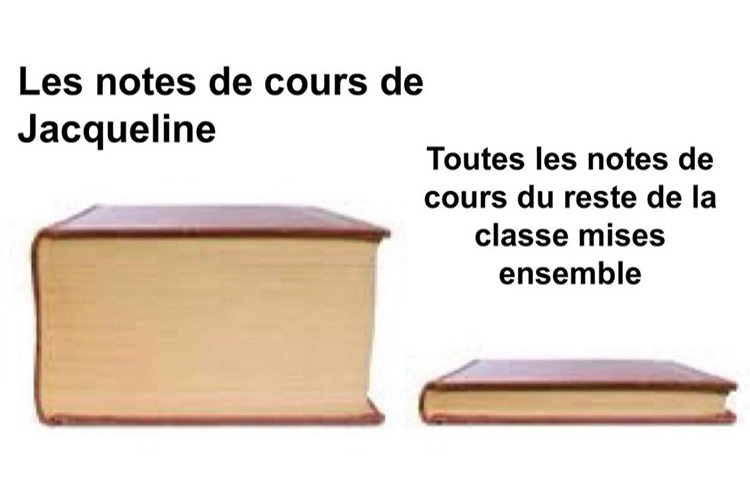 Les notes de cours de
Jacqueline
Toutes les notes de
cours du reste de la
classe mises
ensemble